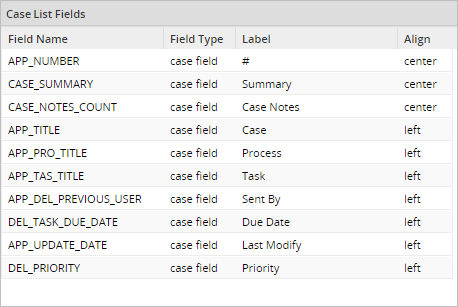 Case List Fields
Field Name Field Type Label Align
APP_NUMBER case field # center
CASE_SUMMARY case field Summary center
CASE_NOTES_COUNT case field Case Notes center
APP_TITLE case field Case left
APP_PRO_TITLE case field Process left
APP_TAS_TITLE case field Task left
APP_DEL_PREVIOUS_USER case field Sent By left
DEL_TASK_DUE_DATE case field Due Date left
APP_UPDATE_DATE case field Last Modify left
DEL_PRIORITY case field Priority left